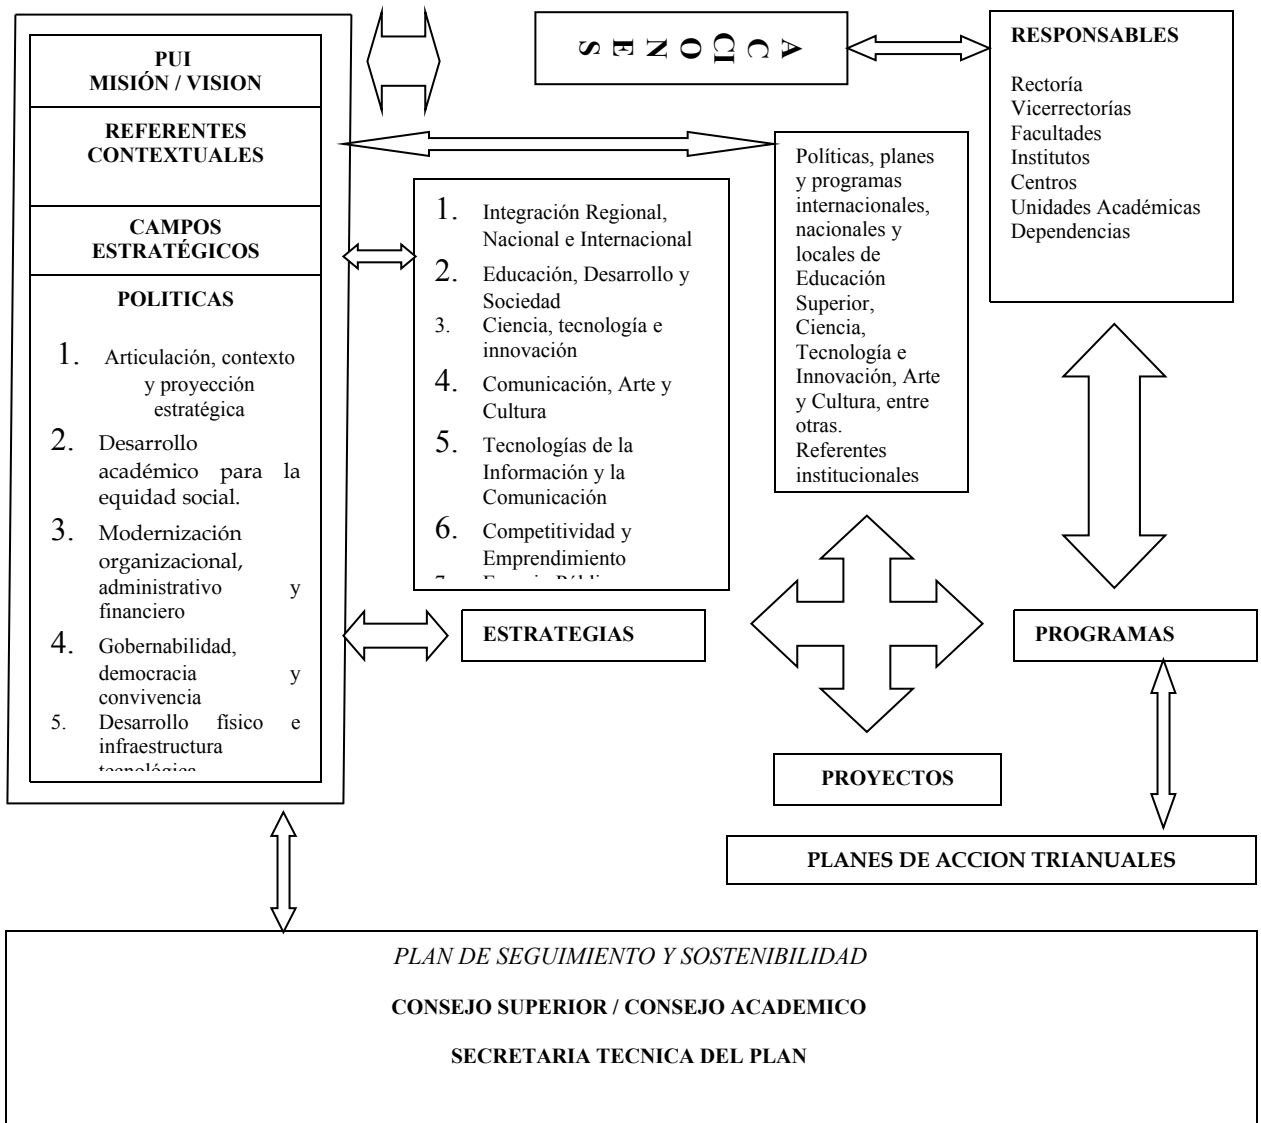 PUI
MISIÓN / VISION
REFERENTES
CONTEXTUALES
CAMPOS
ESTRATÉGICOS
POLITICAS
1. Articulación, contexto
y proyección
estratégica
2. Desarrollo
académico para la
equidad social.
3. Modernización
organizacional,
administrativo y
financiero
4. Gobernabilidad,
democracia y
convivencia
5. Desarrollo físico e
infraestructura
tecnológica
ACCIONES
RESPONSABLES
Rectoría
Vicerrectorías
Facultades
Institutos
Centros
Unidades Académicas
Dependencias
1. Integración Regional,
Nacional e Internacional
2. Educación, Desarrollo y
Sociedad
3. Ciencia, tecnología e
innovación
4. Comunicación, Arte y
Cultura
5. Tecnologías de la
Información y la
Comunicación
6. Competitividad y
Emprendimiento
Políticas, planes
y programas
internacionales,
nacionales y
locales de
Educación
Superior,
Ciencia,
Tecnología e
Innovación, Arte
y Cultura, entre
otras.
Referentes
institucionales
ESTRATEGIAS
PROGRAMAS
PROYECTOS
PLANES DE ACCION TRIANUALES
PLAN DE SEGUIMIENTO Y SOSTENIBILIDAD
CONSEJO SUPERIOR / CONSEJO ACADEMICO
SECRETARIA TECNICA DEL PLAN